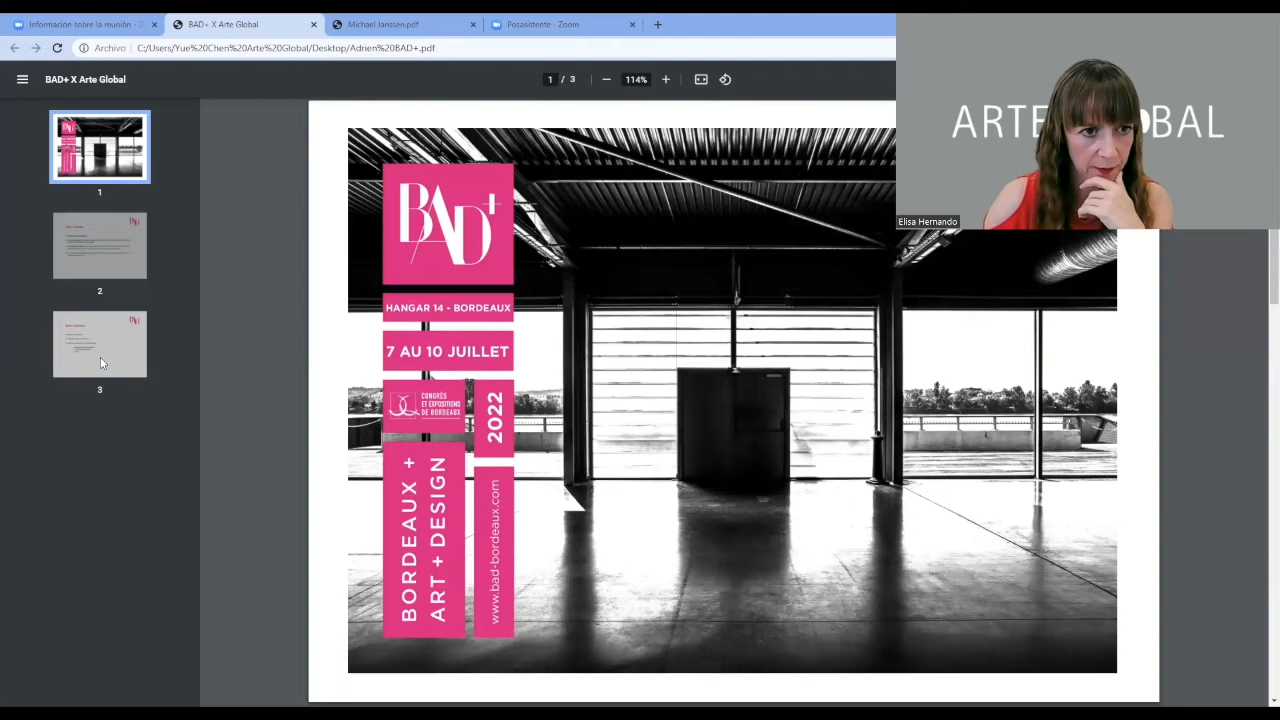 Información sobre la reunión - Z
BAD+ X Arte Global
Michael Janssen.pdf
Posasistente - Zoom
Archivo
C:/Users/Yue%20Chen%20Arte%20Global/Desktop/Adrien%20BAD+.pdf
BAD+ X Arte Global
1 / 3
114%
1
2
3
BAD+
HANGAR 14 - BORDEAUX
7 AU 10 JUILLET
CONGRÈS
ET EXPOSITIONS
DE BORDEAUX
2022
BORDEAUX +
ART + DESIGN
www.bad-bordeaux.com
ARTE
BAL
Elisa Hernando